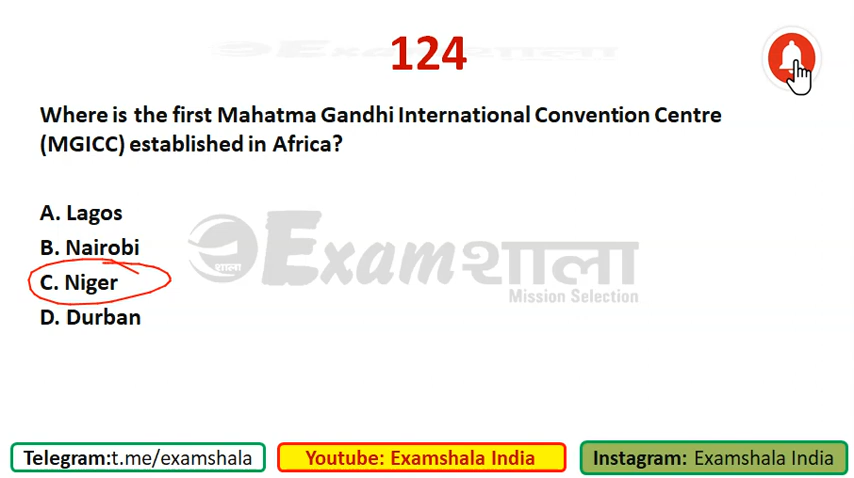 124
Where is the first Mahatma Gandhi International Convention Centre
(MGICC) established in Africa?
A. Lagos
B. Nairobi
C. Niger
D. Durban
शाला Examशाला
Mission Selection
Telegram:t.me/examshala
Youtube: Examshala India
Instagram: Examshala India